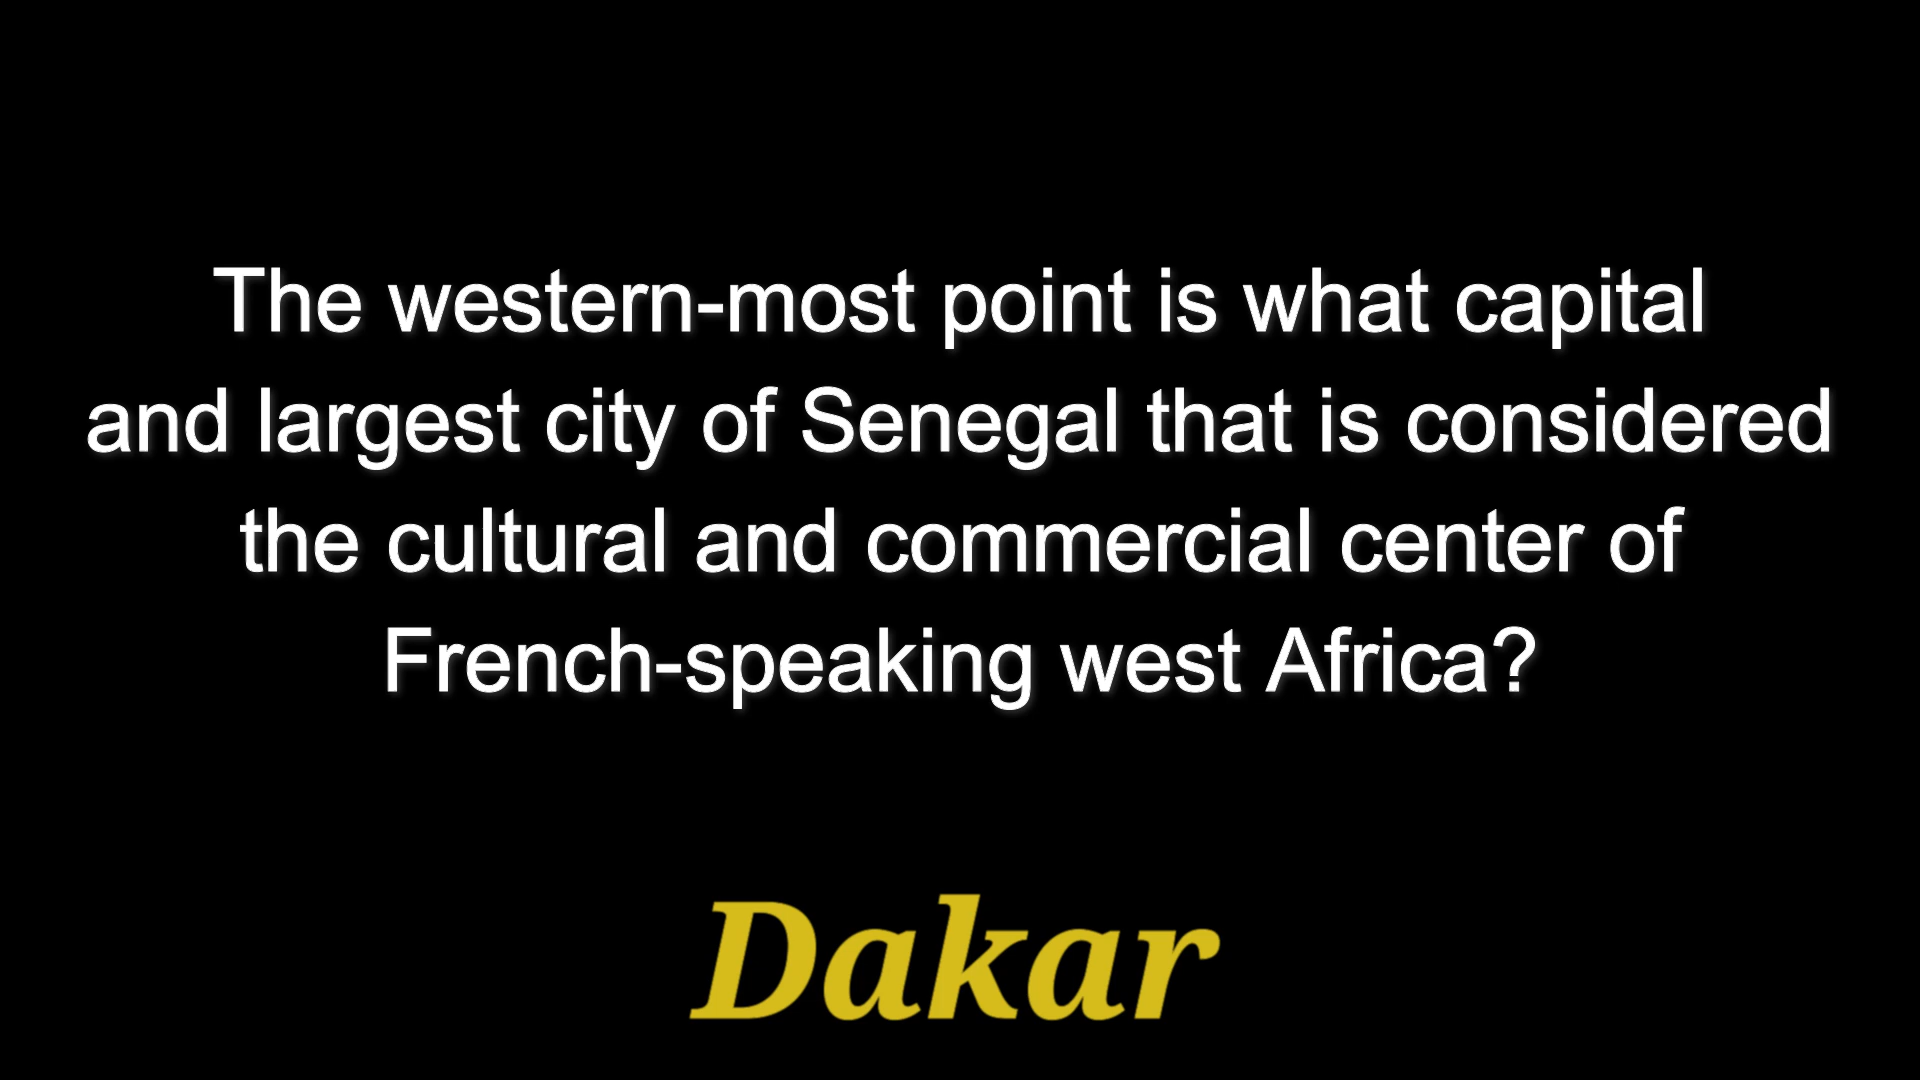 The western-most point is what capital
and largest city of Senegal that is considered
the cultural and commercial center of
French-speaking west Africa?
Dakar